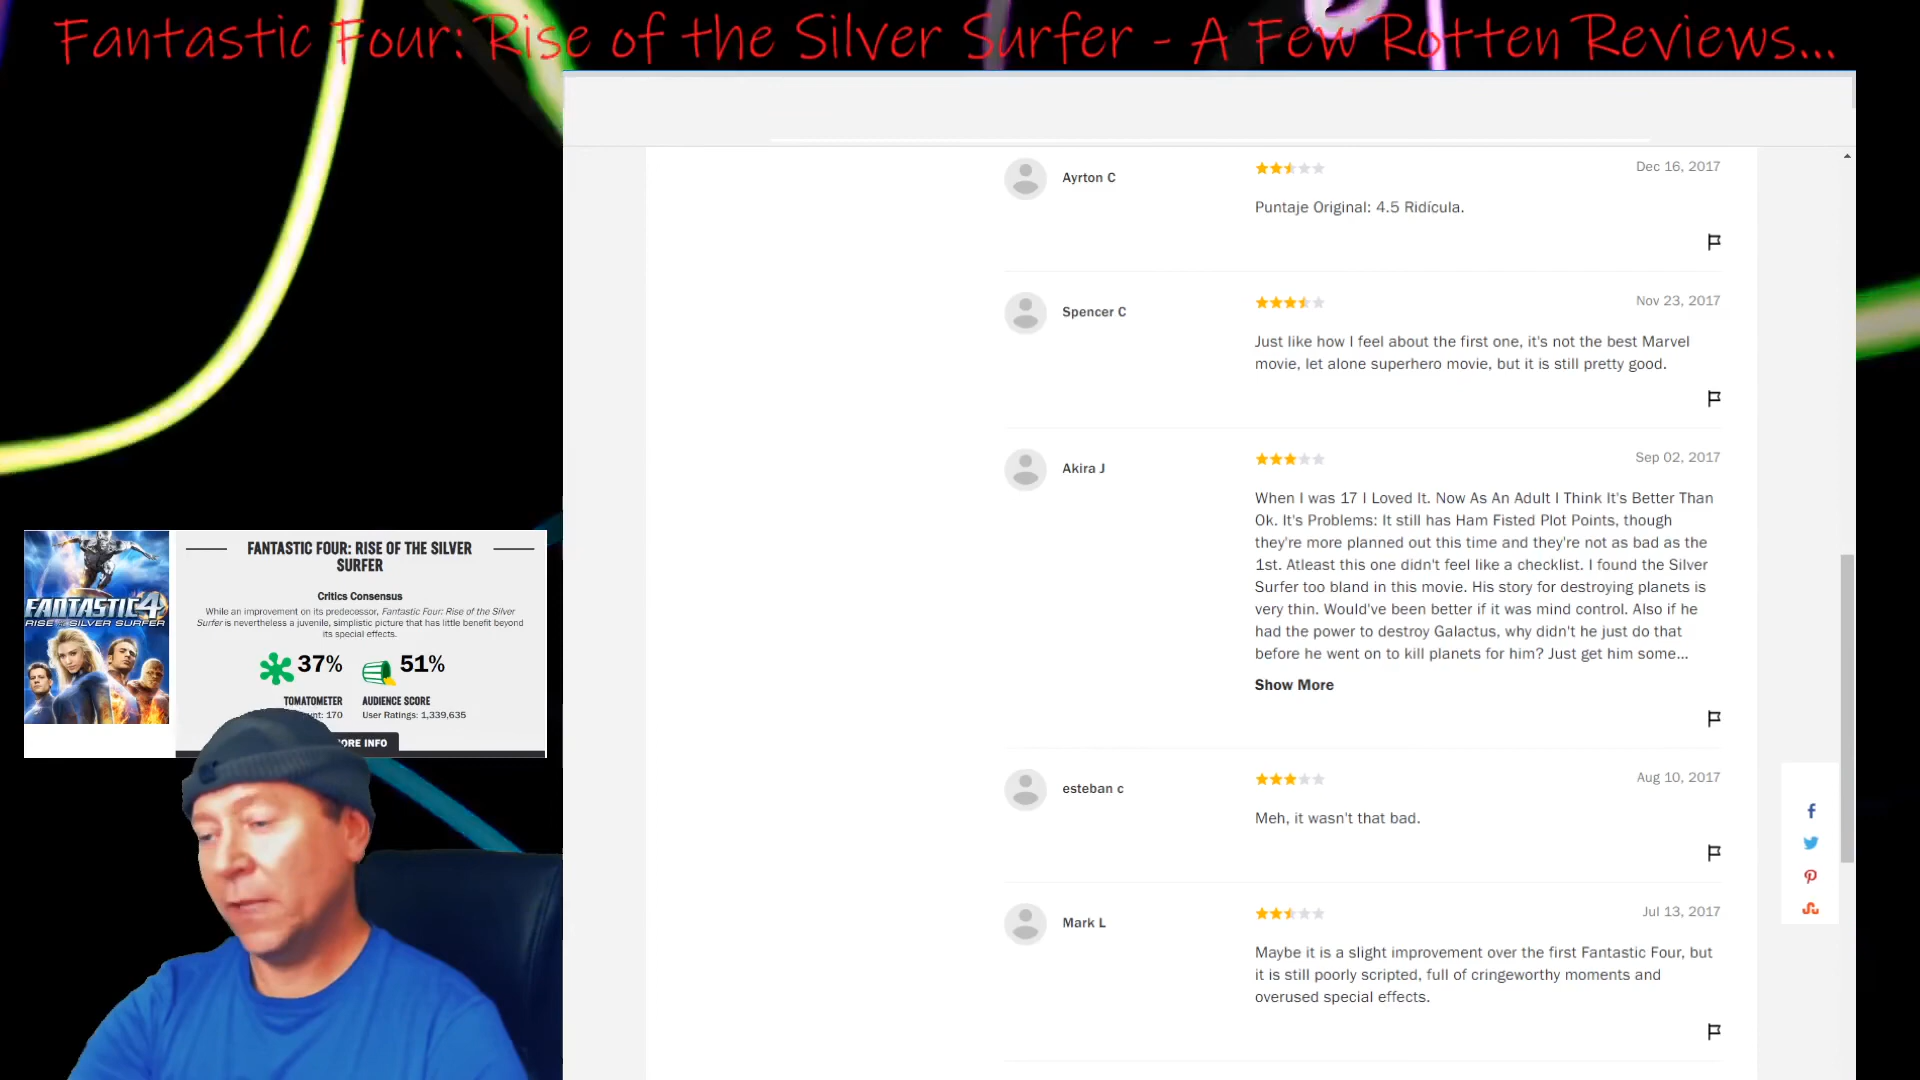 Fantastic Four: Rise of the Silver Surfer - A Few Rotten Reviews...
Ayrton C
Dec 16, 2017
Puntaje Original: 4.5 Ridícula.
Spencer C
Nov 23, 2017
Just like how I feel about the first one, it's not the best Marvel
movie, let alone superhero movie, but it is still pretty good.
Akira J
Sep 02, 2017
When I was 17 I Loved It. Now As An Adult I Think It's Better Than
Ok. It's Problems: It still has Ham Fisted Plot Points, though
they're more planned out this time and they're not as bad as the
1st. Atleast this one didn't feel like a checklist. I found the Silver
Surfer too bland in this movie. His story for destroying planets is
very thin. Would've been better if it was mind control. Also if he
had the power to destroy Galactus, why didn't he just do that
before he went on to kill planets for him? Just get him some...
Show More
esteban c
Aug 10, 2017
Meh, it wasn't that bad.
Mark L
Jul 13, 2017
Maybe it is a slight improvement over the first Fantastic Four, but
it is still poorly scripted, full of cringeworthy moments and
overused special effects.
FANTASTIC 4
RISE OF THE SILVER SURFER
FANTASTIC FOUR: RISE OF THE SILVER
SURFER
Critics Consensus
While an improvement on its predecessor, Fantastic Four: Rise of the Silver
Surfer is nevertheless a juvenile, simplistic picture that has little benefit beyond
its special effects.
37%
51%
TOMATOMETER
AUDIENCE SCORE
170
User Ratings: 1,339,635
INFO